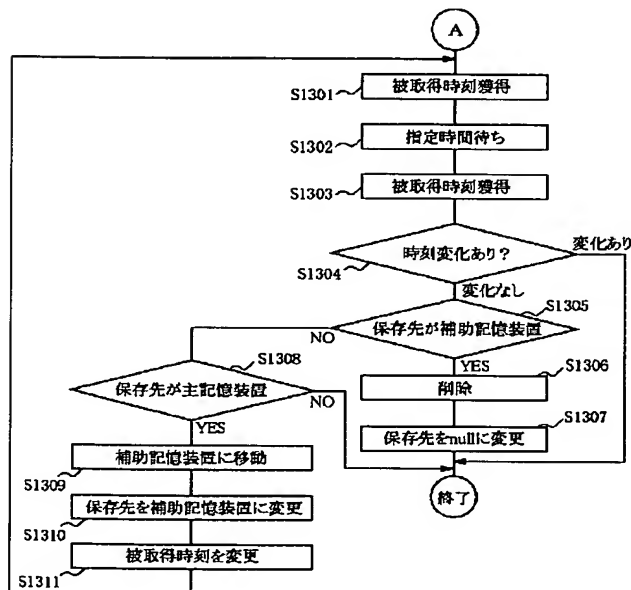 A
S1301
被取得時刻獲得
S1302
指定時間待ち
S1303
被取得時刻獲得
時刻変化あり?
変化あり
S1304
変化なし
S1305
保存先が補助記憶装置
NO
YES
S1306
削除
S1307
保存先をnullに変更
終了
S1308
保存先が主記憶装置
NO
YES
補助記憶装置に移動
S1309
保存先を補助記憶装置に変更
S1310
被取得時刻を変更
S1311